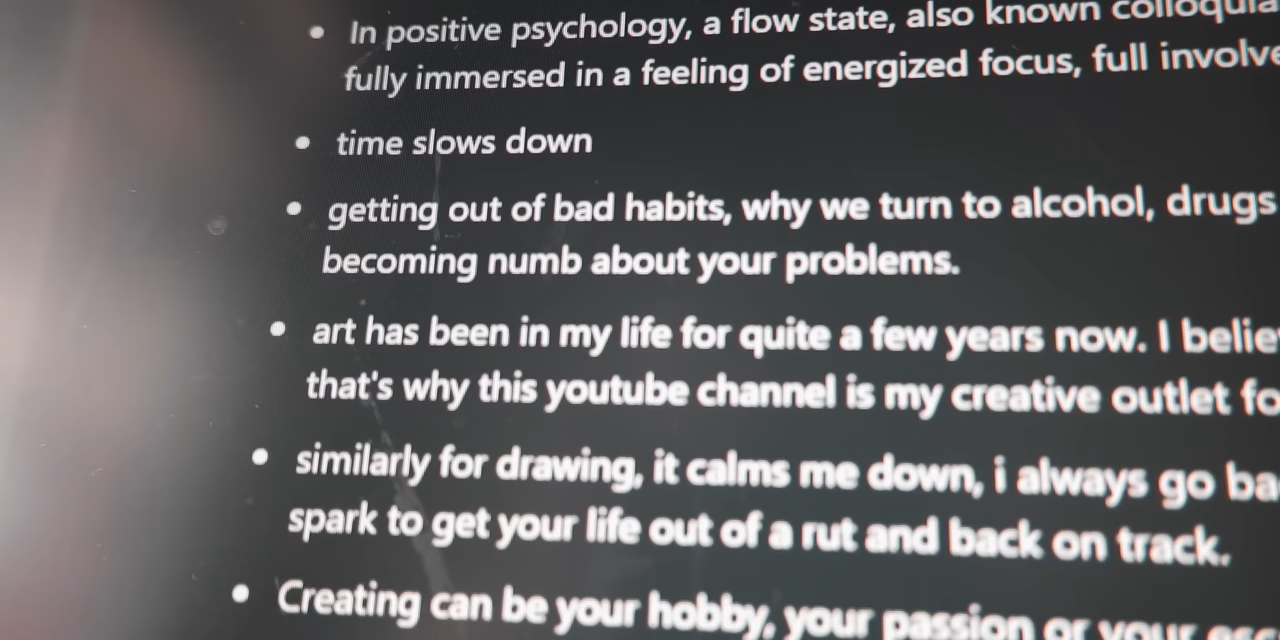 • In positive psychology, a flow state, also known
fully immersed in a feeling of energized focus, full
• time slows down
• getting out of bad habits, why we turn to alcohol, drugs
becoming numb about your problems.
• art has been in my life for quite a few years now. I
that's why this youtube channel is my creative outlet
• similarly for drawing, it calms me down, i always go
spark to get your life out of a rut and back on track.
• Creating can be your hobby, your passion or your